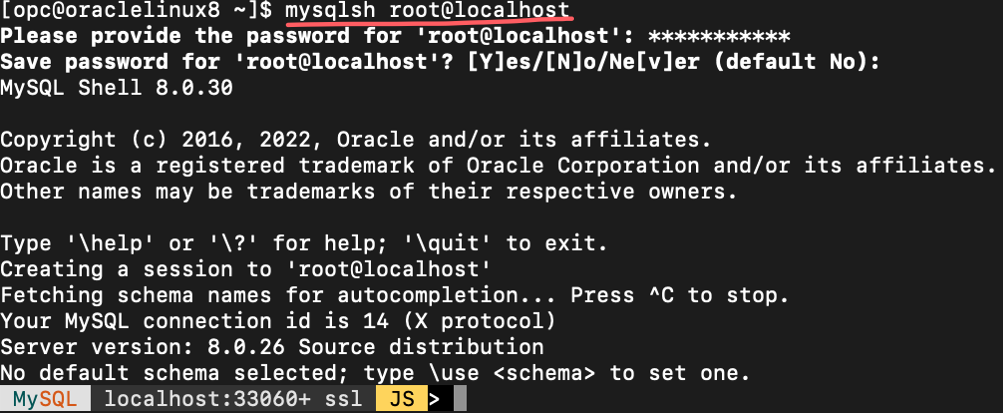 [opc@oraclelinux8 ~]$ mysqlsh root@localhost
Please provide the password for 'root@localhost': ***********
Save password for 'root@localhost'? [Y]es/[N]o/Ne[v]er (default No):
MySQL Shell 8.0.30
Copyright (c) 2016, 2022, Oracle and/or its affiliates.
Oracle is a registered trademark of Oracle Corporation and/or its affiliates.
Other names may be trademarks of their respective owners.
Type '\help' or '\?' for help; '\quit' to exit.
Creating a session to 'root@localhost'
Fetching schema names for autocompletion... Press ^C to stop.
Your MySQL connection id is 14 (X protocol)
Server version: 8.0.26 Source distribution
No default schema selected; type \use <schema> to set one.
MySQL localhost:33060+ ssl JS >